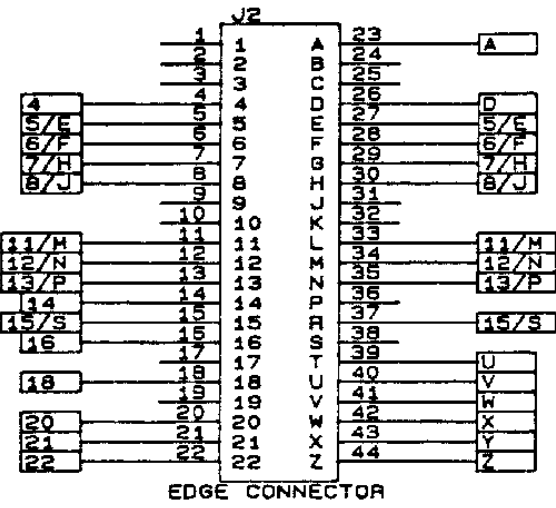 J2
1 1 A 23 A
2 2 B 24
3 3 C 25
4 4 4 D 26 D
5/E 5 5 E 27 5/E
6/F 6 6 F 28 6/F
7/H 7 7 G 29 7/H
8/J 8 8 H 30 8/J
9 9 J 31
10 10 K 32
11/M 11 11 L 33 11/M
12/N 12 12 M 34 12/N
13/P 13 13 N 35 13/P
14 14 14 P 36
15/S 15 15 R 37 15/S
16 16 16 S 38
17 17 T 39 U
18 18 18 U 40 V
19 19 V 41 W
20 20 20 W 42 X
21 21 21 X 43 Y
22 22 22 Z 44 Z
EDGE CONNECTOR